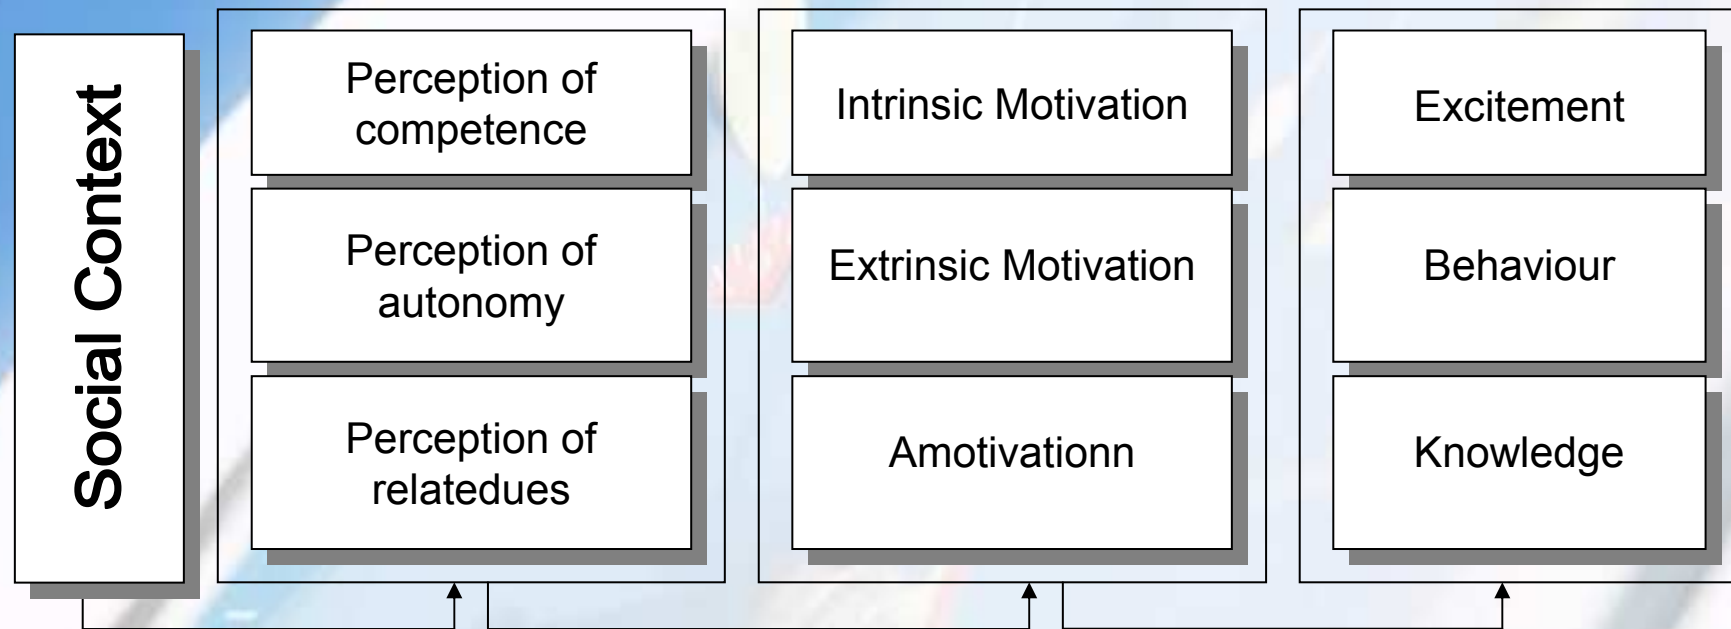 Social Context
Perception of
competence
Perception of
autonomy
Perception of
relatedues
Intrinsic Motivation
Extrinsic Motivation
Amotivationn
Excitement
Behaviour
Knowledge